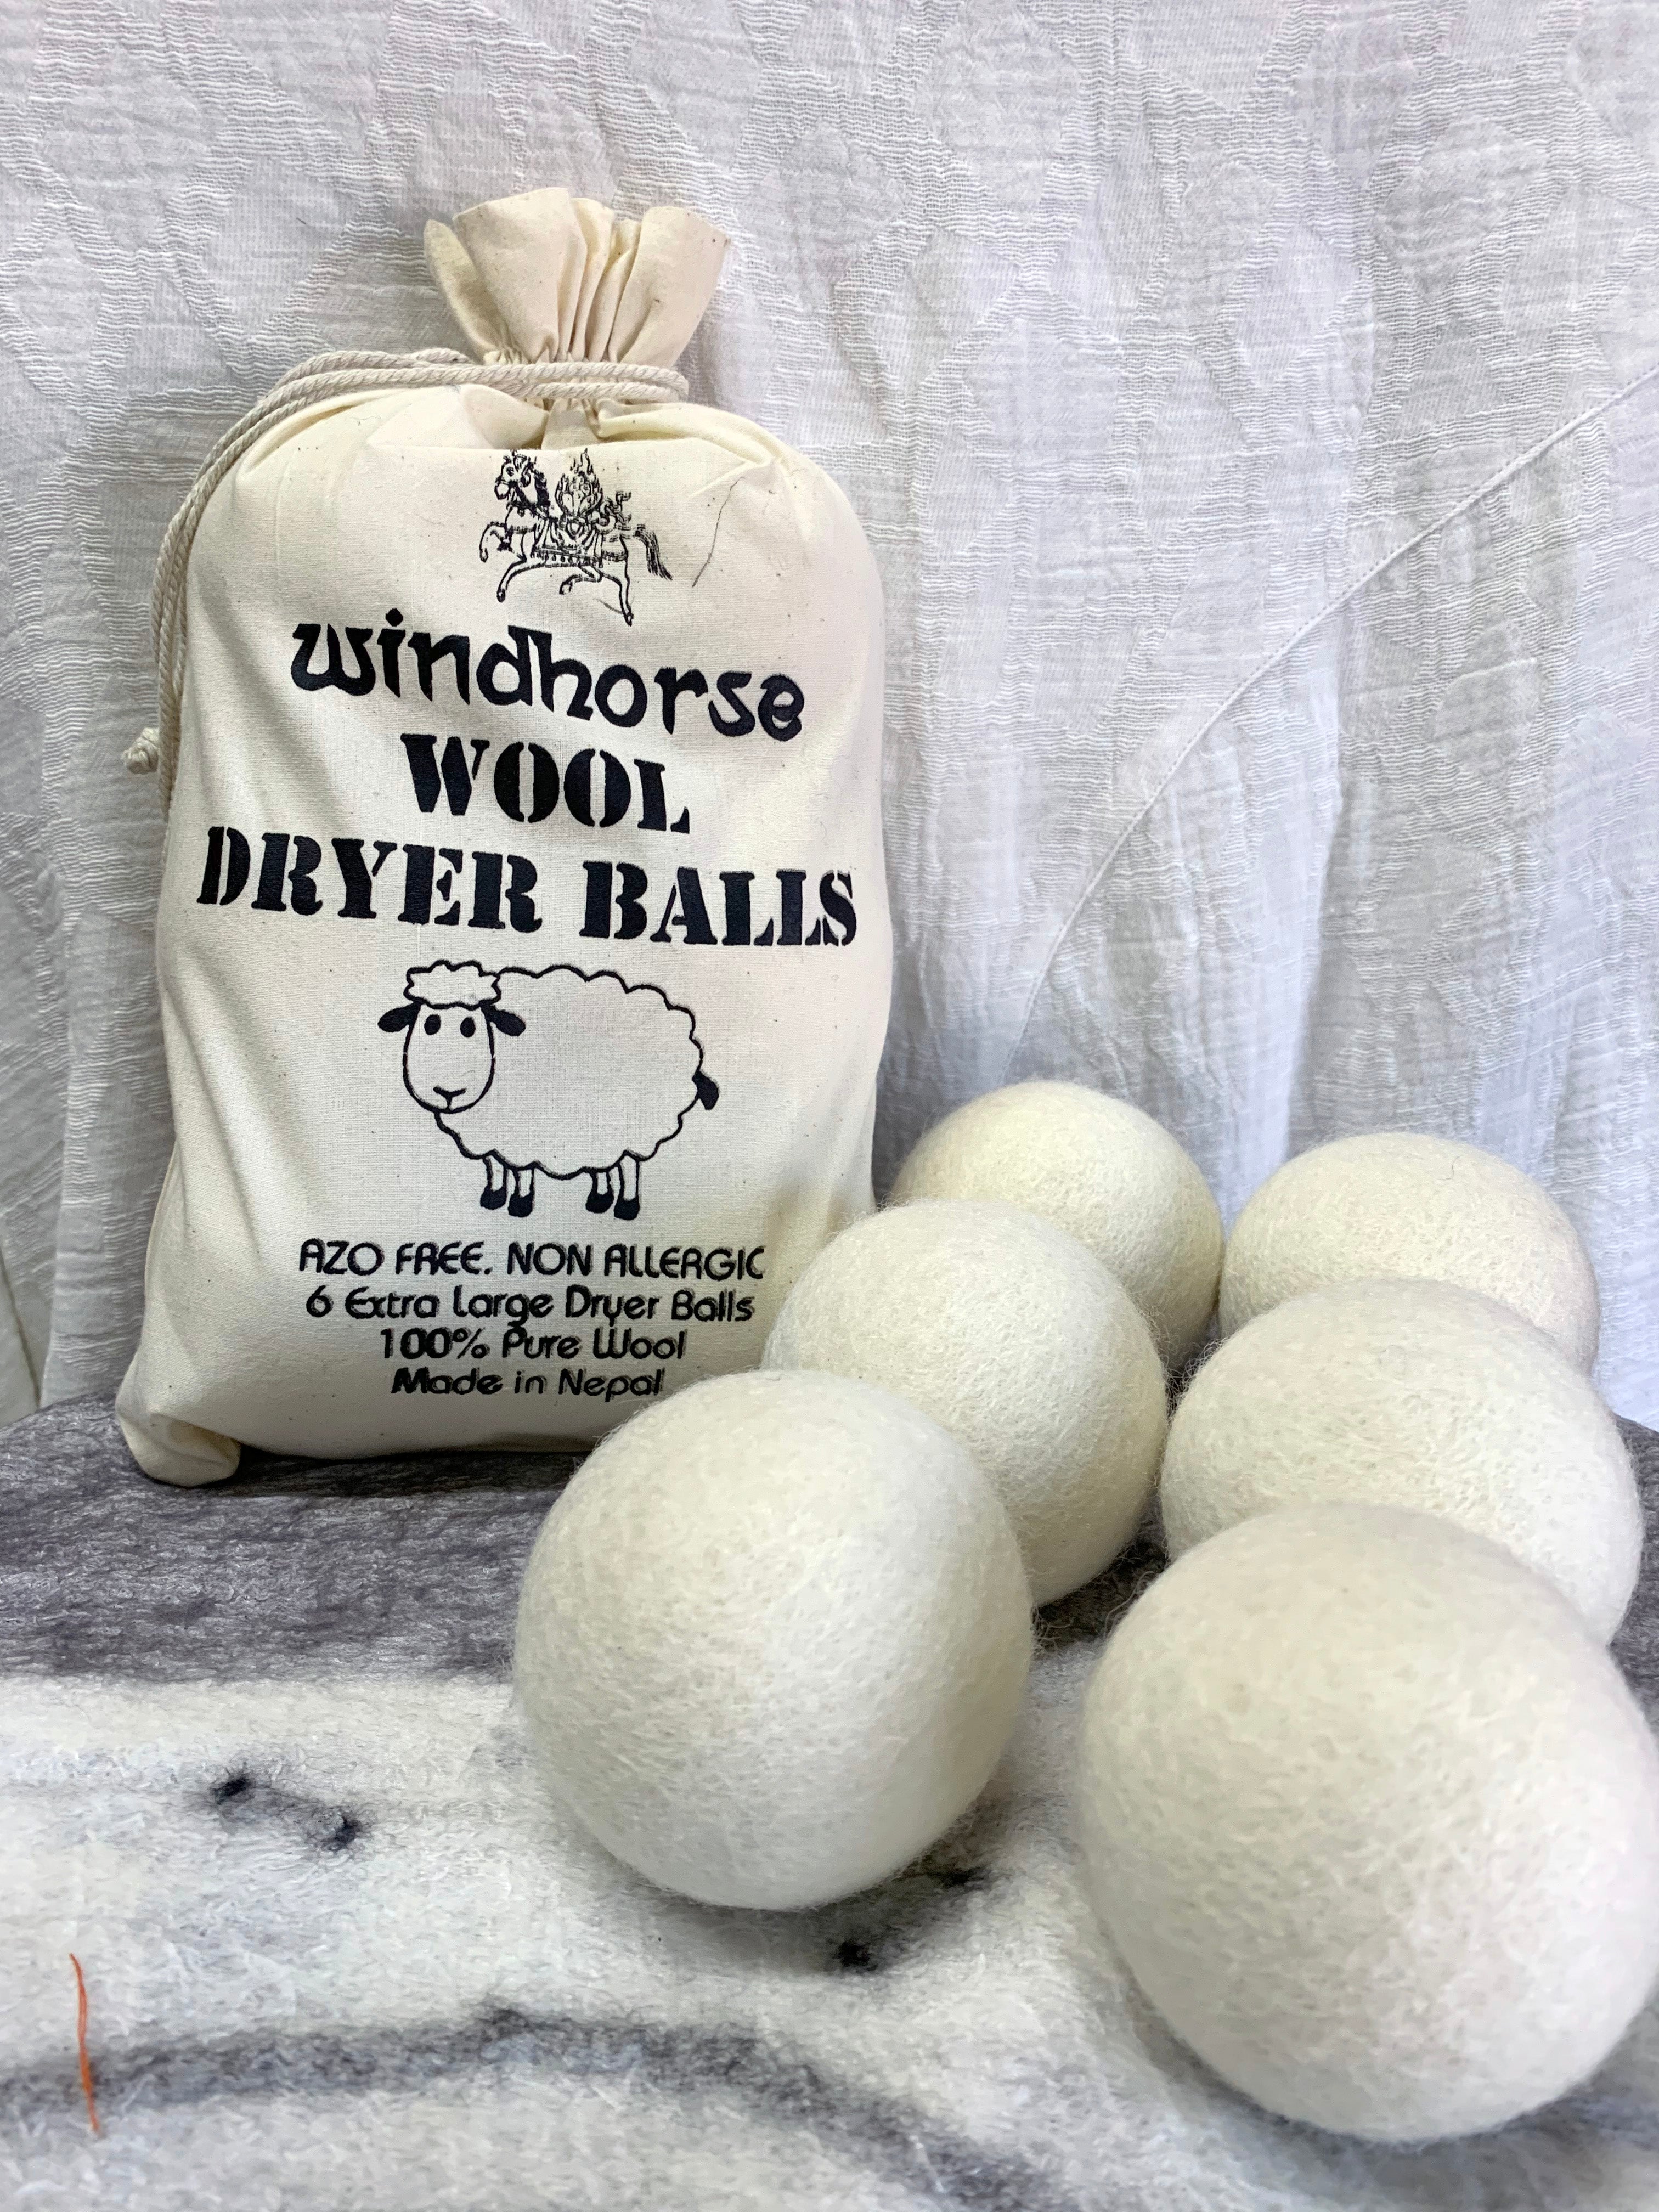 windhorse
WOOL
DRYER BALLS
AZO FREE. NON ALLERGIC
6 Extra Large Dryer Balls
100% Pure Wool
Made in Nepal